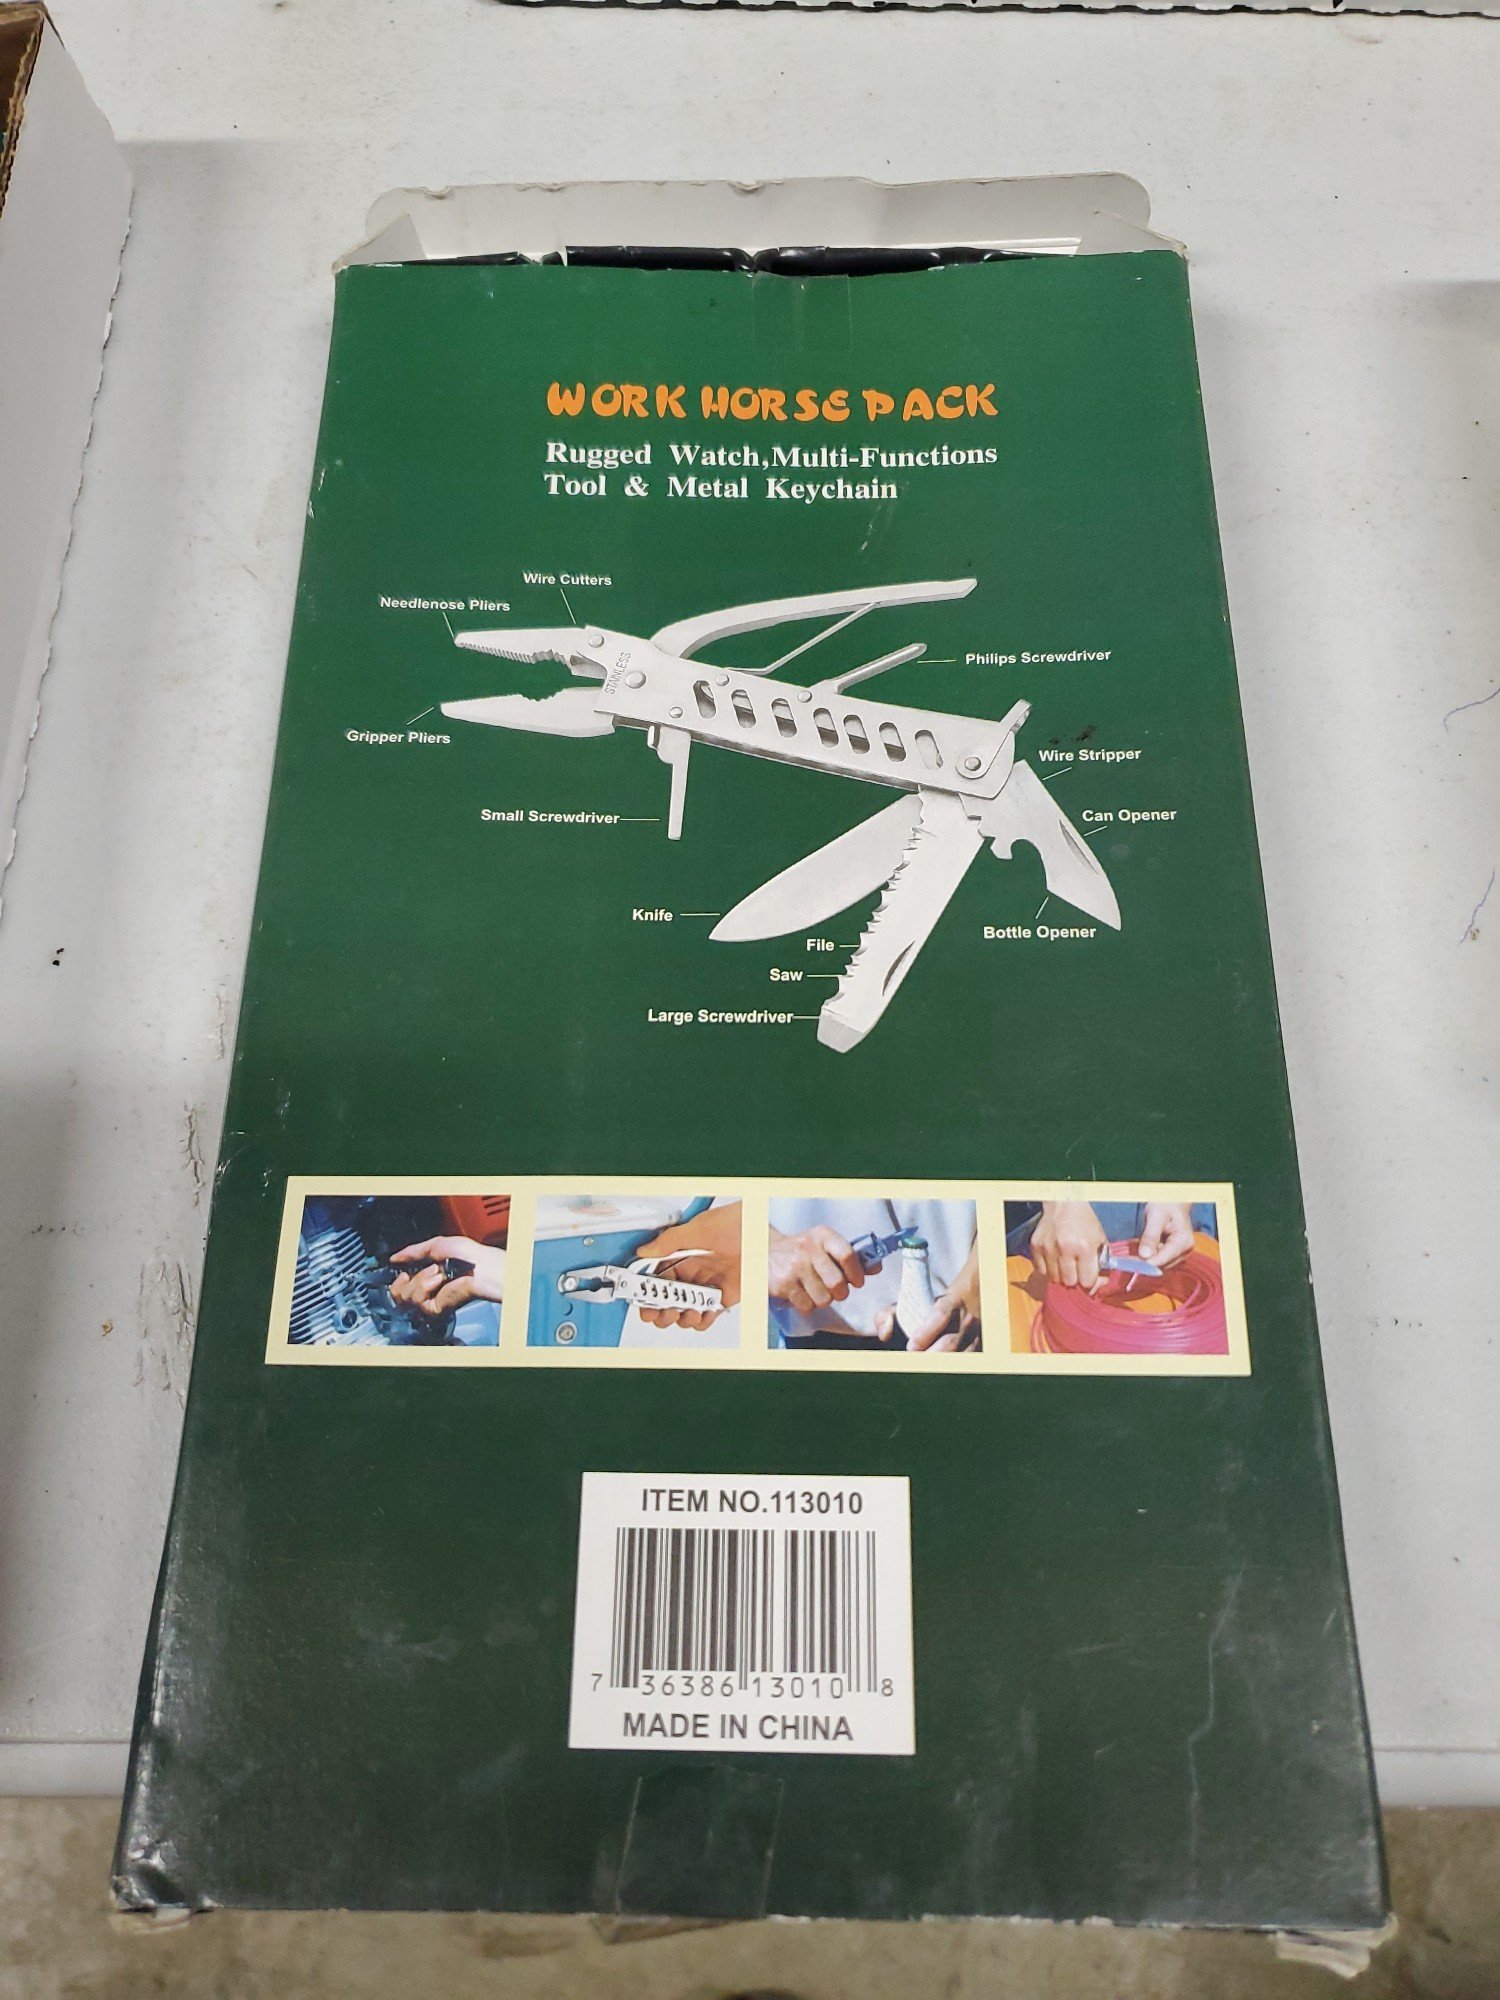 WORK HORSE PACK
Rugged Watch,Multi-Functions
Tool & Metal Keychain
Wire Cutters
Needlenose Pliers
STAINLESS
Philips Screwdriver
Gripper Pliers
Wire Stripper
Small Screwdriver
Can Opener
Knife
Bottle Opener
File
Saw
Large Screwdriver
ITEM NO.113010
7 36386 13010 8
MADE IN CHINA